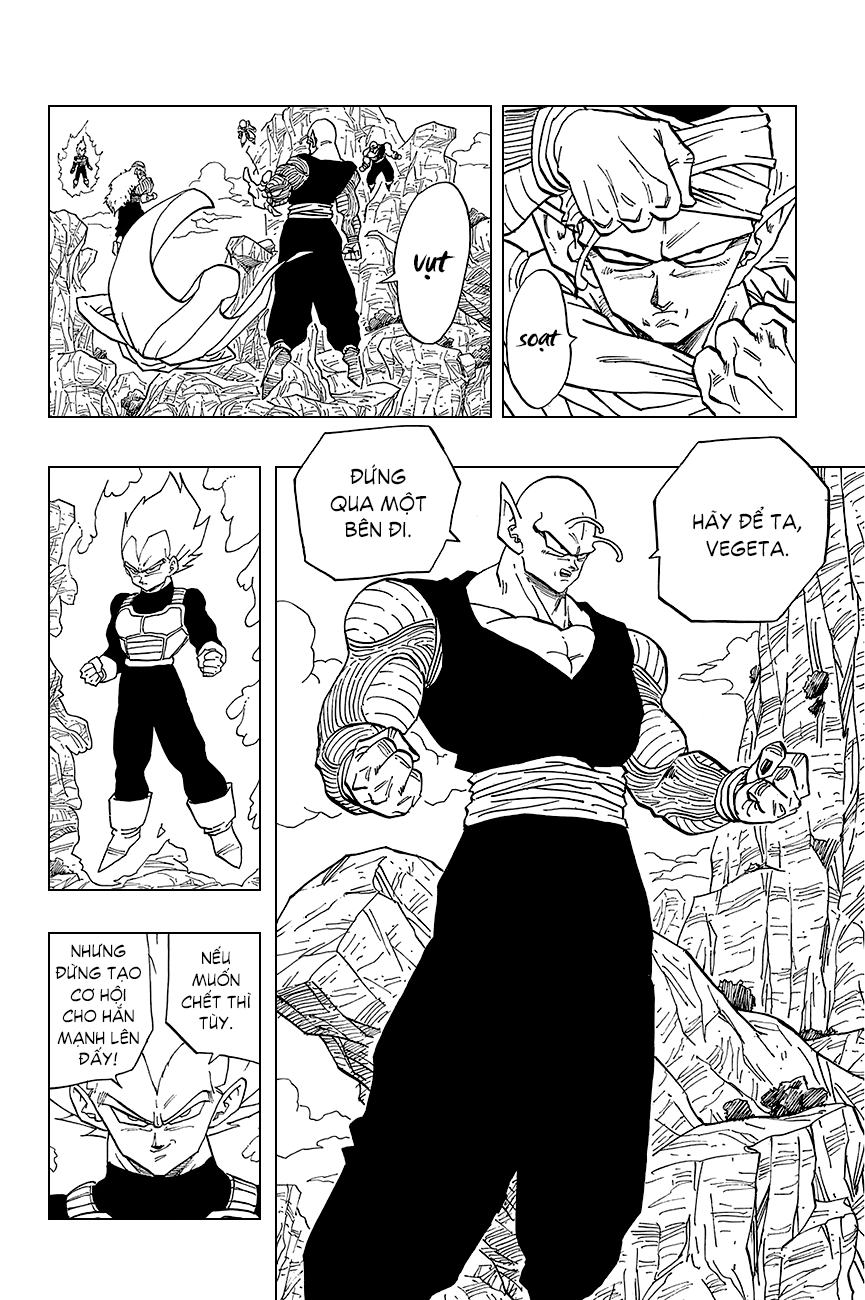 soạt
vụt
HÃY ĐỂ TA,
VEGETA.
ĐỨNG
QUA MỘT
BÊN ĐI.
NẾU
MUỐN
CHẾT THÌ
TÙY.
NHƯNG
ĐỪNG TẠO
CƠ HỘI
CHO HẮN
MẠNH LÊN
ĐẤY!